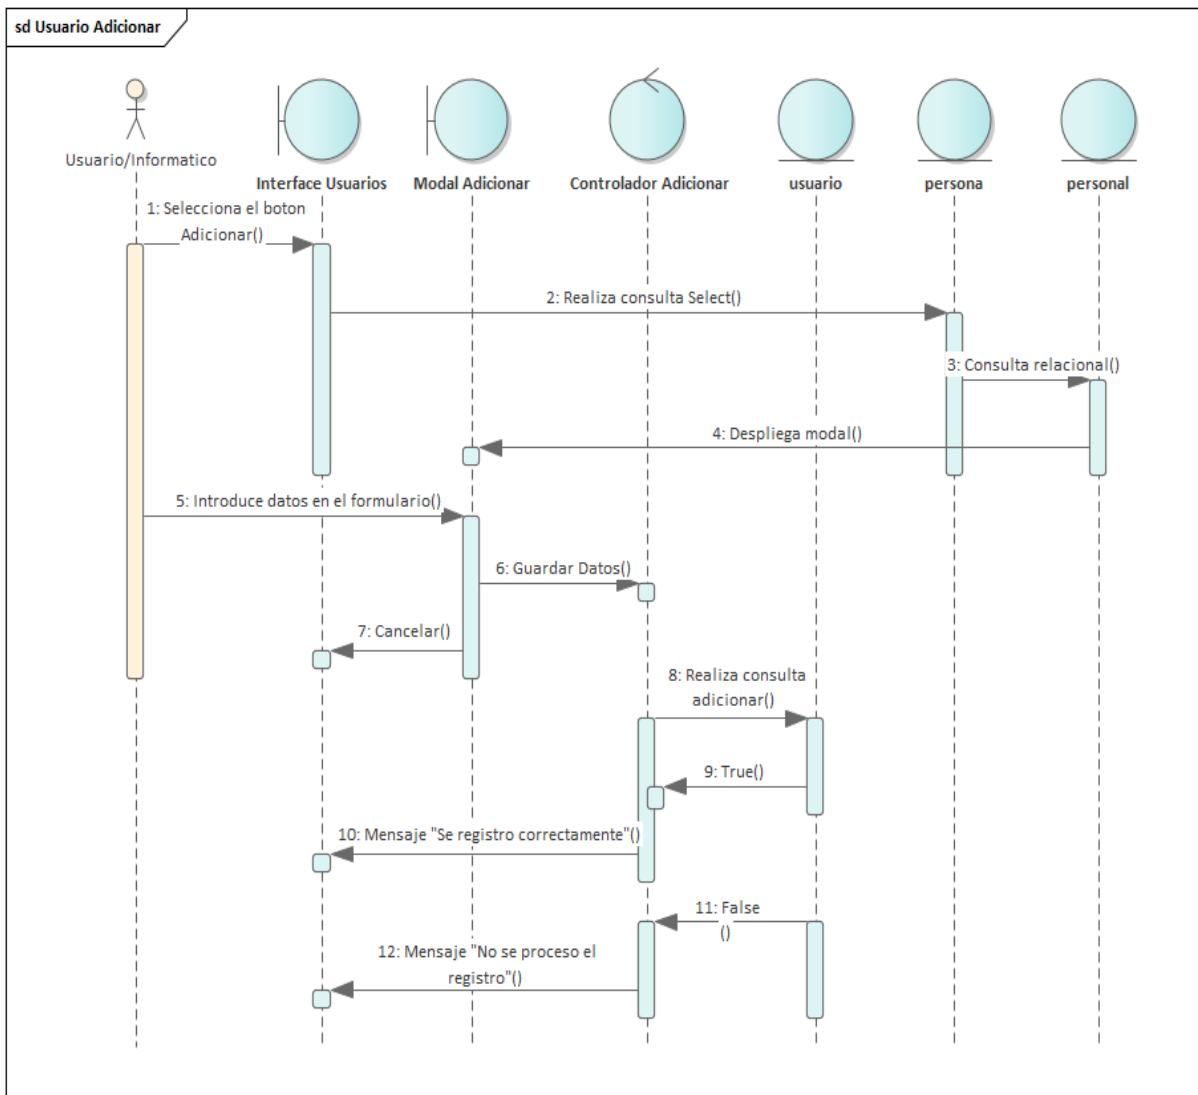 sd Usuario Adicionar
Usuario/Informatico
Interface Usuarios
Modal Adicionar
Controlador Adicionar
usuario
persona
personal
1: Selecciona el boton
Adicionar()
2: Realiza consulta Select()
3: Consulta relacional()
4: Despliega modal()
5: Introduce datos en el formulario()
6: Guardar Datos()
7: Cancelar()
8: Realiza consulta
adicionar()
9: True()
10: Mensaje "Se registro correctamente"()
11: False
()
12: Mensaje "No se proceso el
registro"()